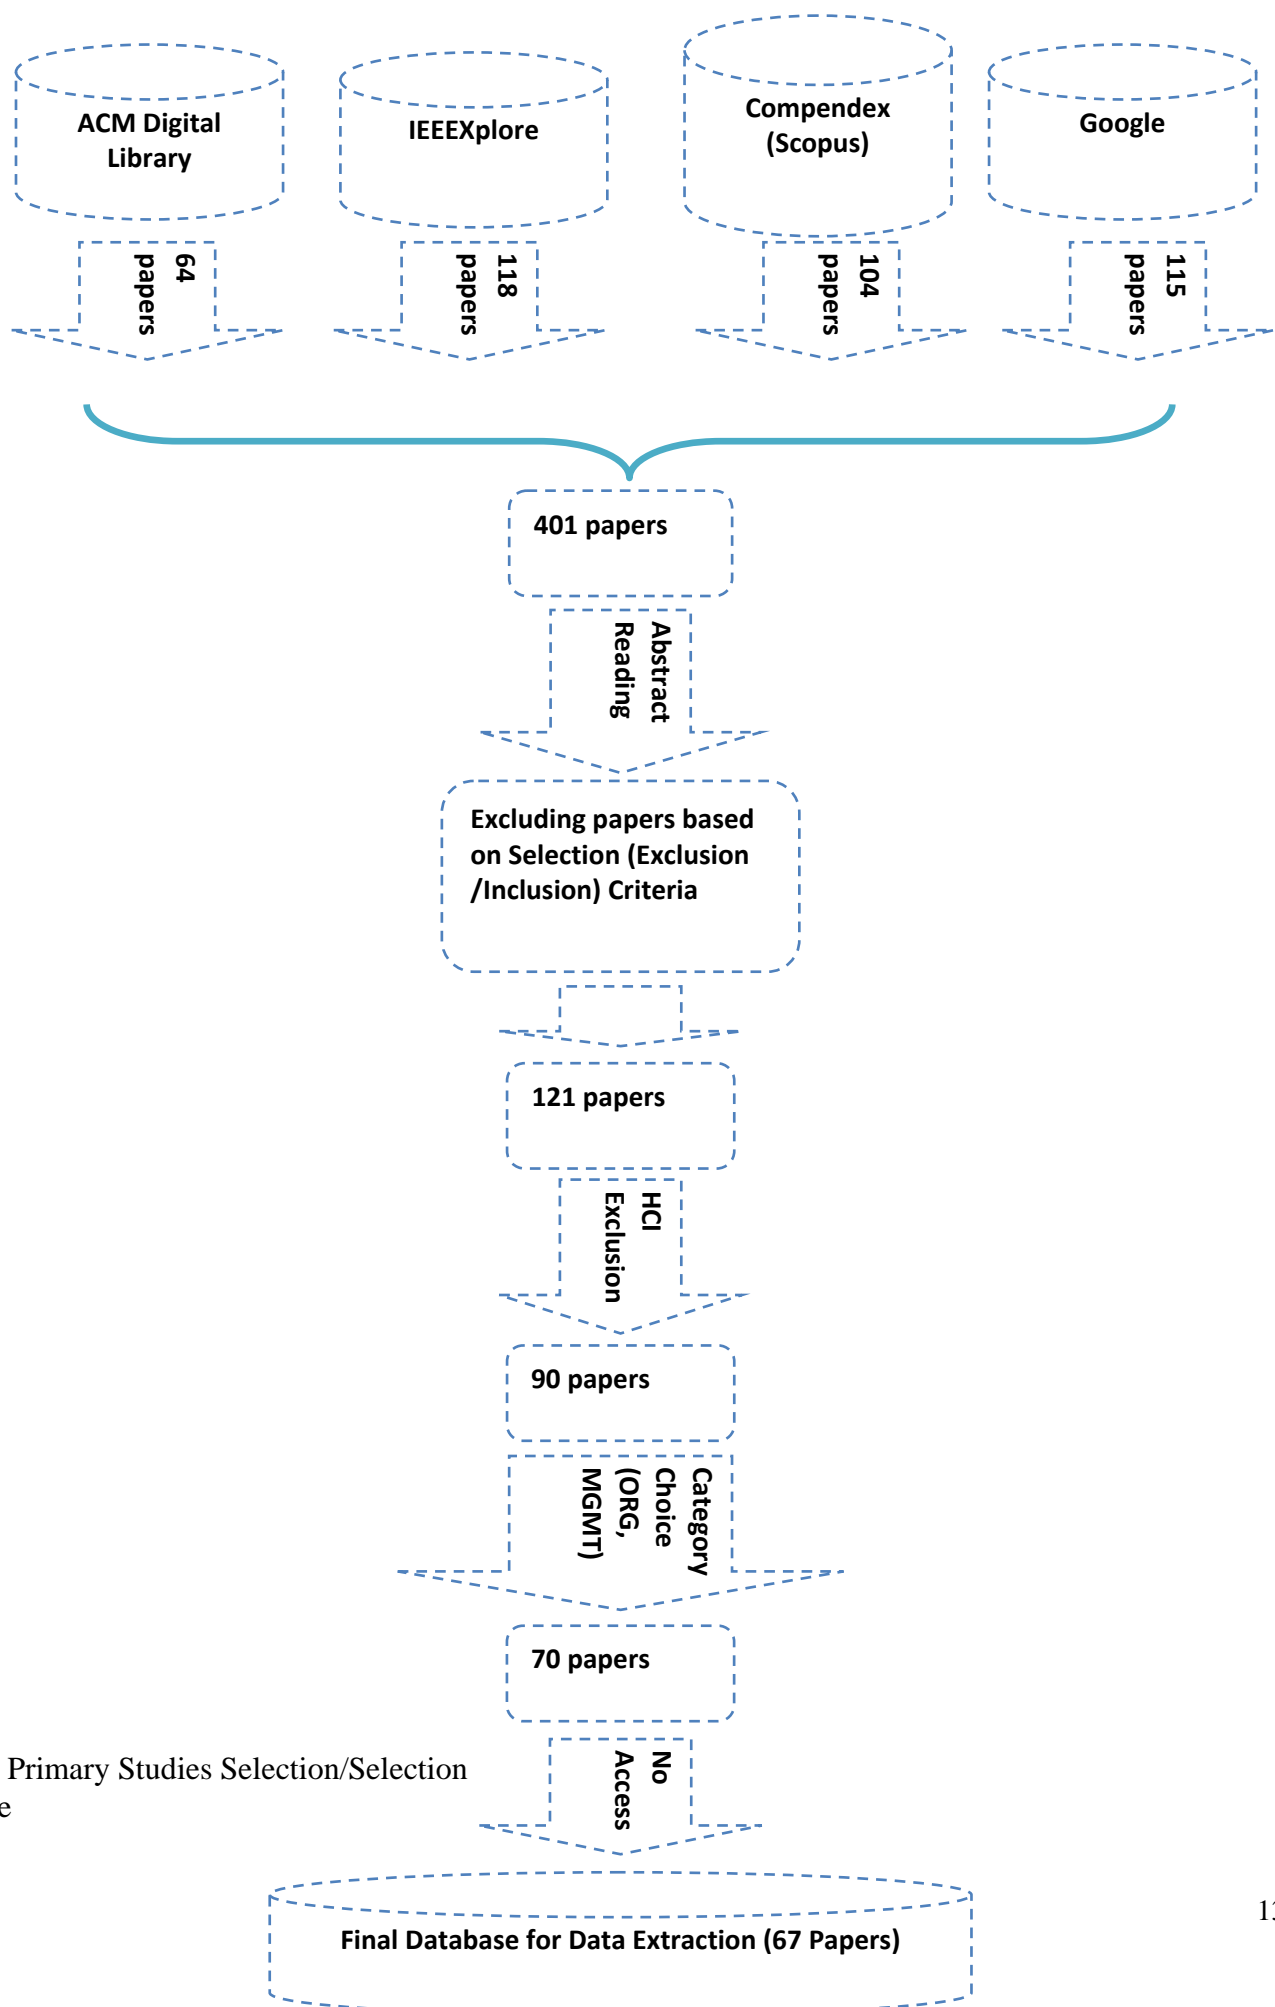 ACM Digital
Library
IEEEXplore
Compendex
(Scopus)
Google
64
papers
118
papers
104
papers
115
papers
401 papers
Abstract
Reading
Excluding papers based
on Selection (Exclusion
/Inclusion) Criteria
121 papers
HCI
Exclusion
90 papers
Category
Choice
(ORG,
MGMT)
70 papers
No
Access
Primary Studies Selection/Selection
e
Final Database for Data Extraction (67 Papers)